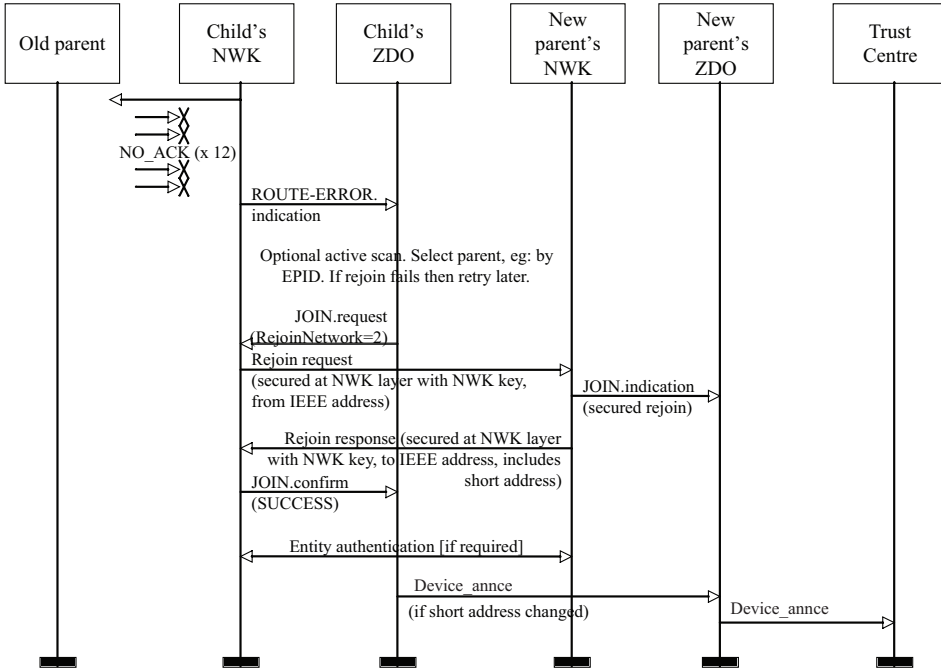 Old parent
Child’s
NWK
Child’s
ZDO
New
parent’s
NWK
New
parent’s
ZDO
Trust
Centre
NO_ACK (x 12)
ROUTE-ERROR.
indication
Optional active scan. Select parent, eg: by
EPID. If rejoin fails then retry later.
JOIN.request
(RejoinNetwork=2)
Rejoin request
(secured at NWK layer with NWK key,
from IEEE address)
JOIN.indication
(secured rejoin)
Rejoin response (secured at NWK layer
with NWK key, to IEEE address, includes
short address)
JOIN.confirm
(SUCCESS)
Entity authentication [if required]
Device_annce
(if short address changed)
Device_annce